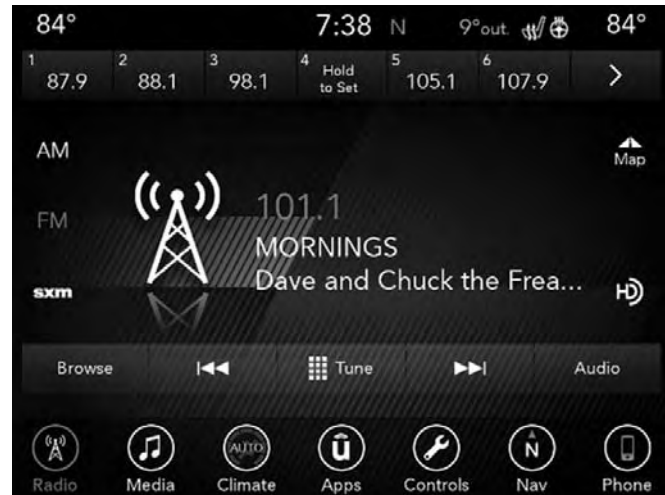 84° 7:38 N 9°out. 84°
1 87.9 2 88.1 3 98.1 4 Hold to Set 5 105.1 6 107.9 >
AM
Map
FM
101.1
MORNINGS
Dave and Chuck the Frea...
sxm
HD
Browse Tune Audio
AUTO û N
Radio Media Climate Apps Controls Nav Phone